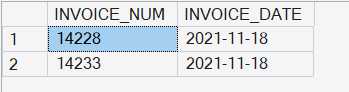 INVOICE_NUM INVOICE_DATE
1 14228 2021-11-18
2 14233 2021-11-18